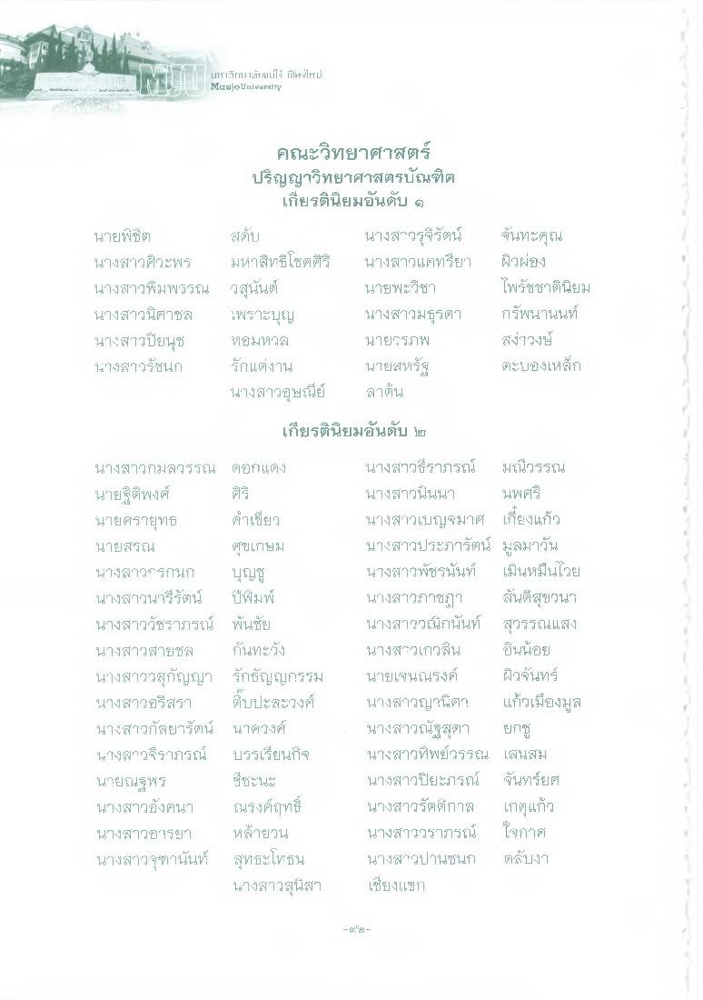 MJU มหาวิทยาลัยแม่โจ้ เชียงใหม่
Maejo University
คณะวิทยาศาสตร์
ปริญญาวิทยาศาสตรบัณฑิต
เกียรตินิยมอันดับ ๑
นายพิชิต สดับ นางสาวรุจิรัตน์ จันทะคุณ
นางสาวศิวะพร มหาสิทธิโชคศิริ นางสาวแคทรียา ผิวผ่อง
นางสาวพิมพรรณ วสุนันต์ นายพะวิชา ไพรัชชาตินิยม
นางสาวนิศาชล เพราะบุญ นางสาวมธุรดา กรัพนานนท์
นางสาวปิยนุช หอมหวล นายวรภพ สง่าวงษ์
นางสาวรัชนก รักแต่งาน นายสหรัฐ ตะบองเหล็ก
นางสาวอุษณีย์ ลาต้น
เกียรตินิยมอันดับ ๒
นางสาวกมลวรรณ ดอกแดง นางสาวธีราภรณ์ มณีวรรณ
นายฐิติพงศ์ ศิริ นางสาวนินนา นพศรี
นายศรายุทธ คำเขียว นางสาวเบญจมาศ เกี๋ยงแก้ว
นายสรณ ศุขเกษม นางสาวประภารัตน์ มูลมาวัน
นางสาวกรกนก บุญชู นางสาวพัชรนันท์ เมินหมืนไวย
นางสาวนารีรัตน์ ปีพิมพ์ นางสาวภาชฎา สันติสุขวนา
นางสาววัชราภรณ์ พันชัย นางสาววณิกนันท์ สุวรรณแสง
นางสาวสายชล กันทะวัง นางสาวเกวลิน อินน้อย
นางสาววสุกัญญา รักธัญญกรรม นายเจนณรงค์ ผิวจันทร์
นางสาวอริสรา ติ๊บปะละวงศ์ นางสาวญานิศา แก้วเมืองมูล
นางสาวกัลยารัตน์ นาควงศ์ นางสาวณัฐสุดา ยกชู
นางสาวจีราภรณ์ บรรเรียนกิจ นางสาวทิพย์วรรณ เสนสม
นายณฐพร ชีชะนะ นางสาวปิยะภรณ์ จันทร์ยศ
นางสาวอังคนา ณรงค์ฤทธิ์ นางสาวรัตติกาล เกตุแก้ว
นางสาวอารยา หล้ายวน นางสาววราภรณ์ ใจกาศ
นางสาวจุฑานันท์ สุทธะโทธน นางสาวปานชนก ตลับงา
นางสาวสุนิสา เชียงแขก
-๙๒-